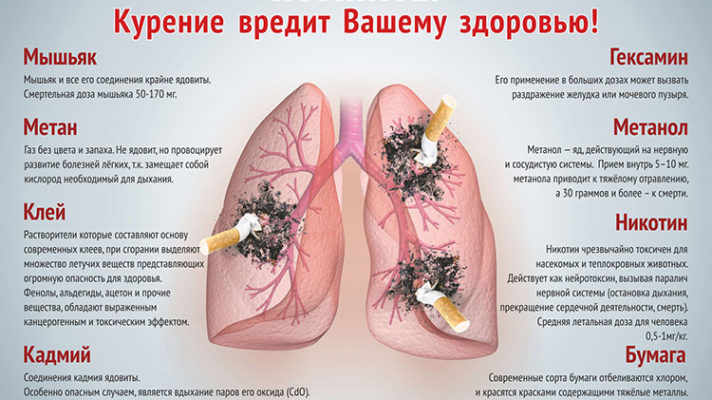 Курение вредит Вашему здоровью!
Мышьяк
Мышьяк и все его соединения крайне ядовиты.
Смертельная доза мышьяка 50-170 мг.
Метан
Газ без цвета и запаха. Не ядовит, но провоцирует
развитие болезней лёгких, т.к. замещает собой
кислород необходимый для дыхания.
Клей
Растворители которые составляют основу
современных клеев, при сгорании выделяют
множество летучих веществ представляющих
огромную опасность для здоровья.
Фенолы, альдегиды, ацетон и прочие
вещества, обладают выраженным
канцерогенным и токсическим эффектом.
Кадмий
Соединения кадмия ядовиты.
Особенно опасным случаем, является вдыхание паров его оксида (CdO).
Гексамин
Его применение в больших дозах может вызвать
раздражение желудка или мочевого пузыря.
Метанол
Метанол — яд, действующий на нервную
и сосудистую системы. Прием внутрь 5–10 мг.
метанола приводит к тяжёлому отравлению,
а 30 граммов и более – к смерти.
Никотин
Никотин чрезвычайно токсичен для
насекомых и теплокровных животных.
Действует как нейротоксин, вызывая паралич
нервной системы (остановка дыхания,
прекращение сердечной деятельности, смерть).
Средняя летальная доза для человека
0,5-1мг/кг.
Бумага
Современные сорта бумаги отбеливаются хлором,
и красятся красками содержащими тяжёлые металлы.